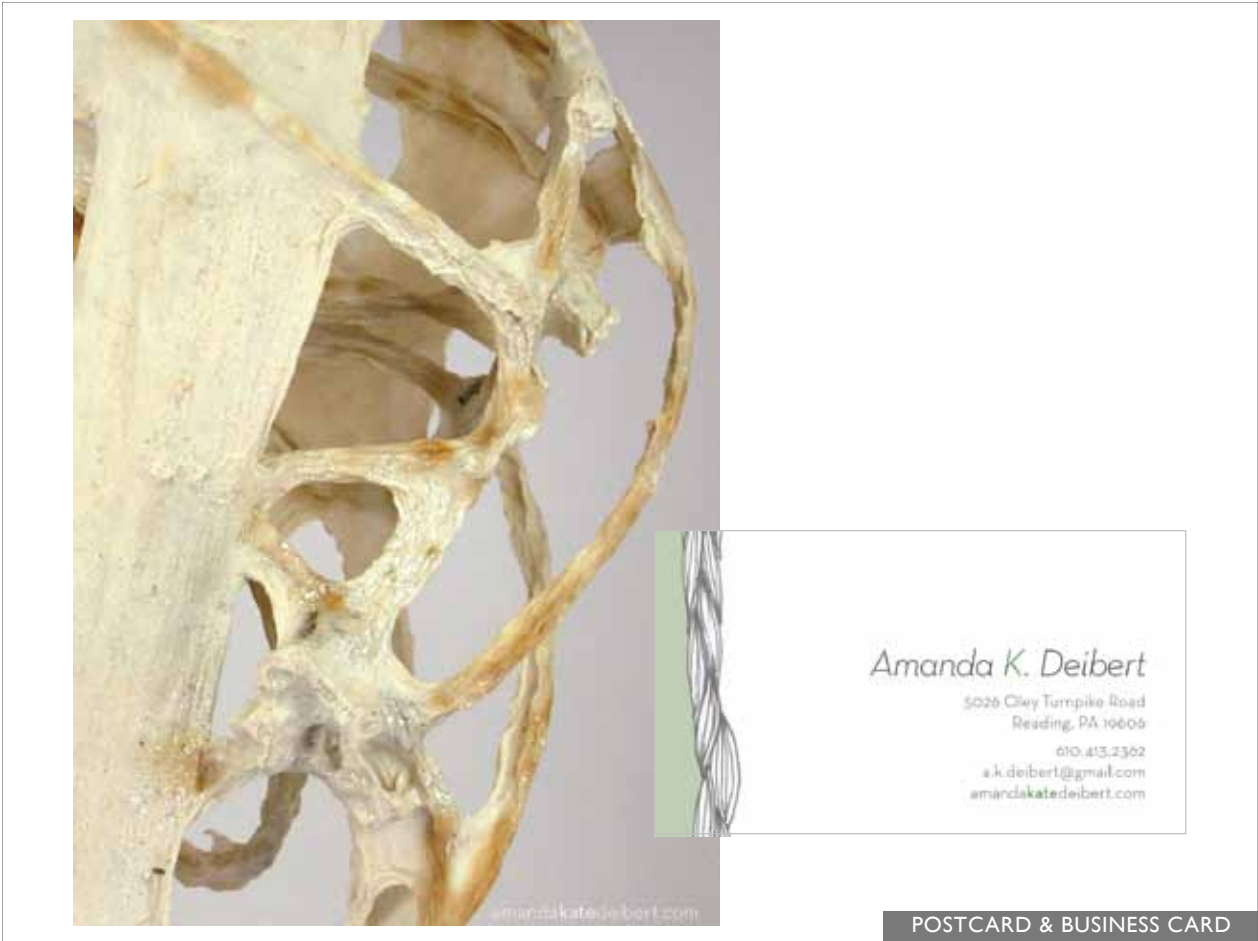 amandakatedeibert.com
Amanda K. Deibert
5026 Oley Turnpike Road
Reading, PA 19606
610.413.2362
a.k.deibert@gmail.com
amandakatedeibert.com
POSTCARD & BUSINESS CARD